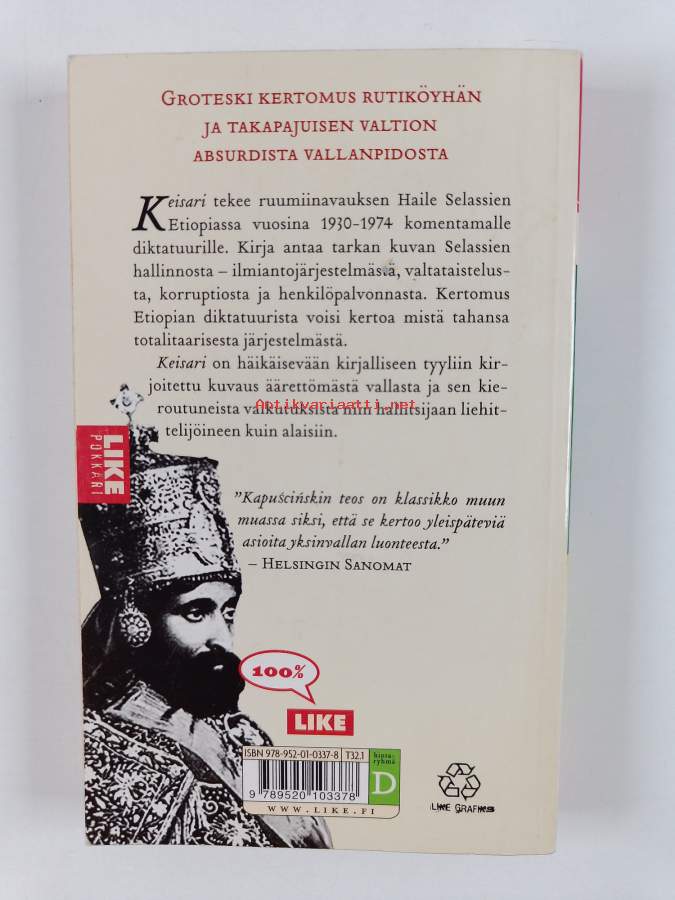 GROTESKI KERTOMUS RUTIKÖYHÄN
JA TAKAPAJUISEN VALTION
ABSURDISTA VALLANPIDOSTA
Keisari tekee ruumiinavauksen Haile Selassien
Etiopiassa vuosina 1930–1974 komentamalle
diktatuurille. Kirja antaa tarkan kuvan Selassien
hallinnosta – ilmiantojärjestelmästä, valtataistelus-
ta, korruptiosta ja henkilöpalvonnasta. Kertomus
Etiopian diktatuurista voisi kertoa mistä tahansa
totalitaarisesta järjestelmästä.
Keisari on häikäisevään kirjalliseen tyyliin kir-
joitettu kuvaus äärettömästä vallasta ja sen kie-
Antikvariaatti.net
routuneista vaikutuksista niin hallitsijaan liehit-
telijöineen kuin alaisiin.
LIKE
POKKARI
"Kapuścińskin teos on klassikko muun
muassa siksi, että se kertoo yleispäteviä
asioita yksinvallan luonteesta."
– HELSINGIN SANOMAT
100%
LIKE
ISBN 978-952-01-0337-8 T32.1
hinta-
ryhmä
D
9 789520 103378
WWW.LIKE.FI
LIKE GRAFIKS